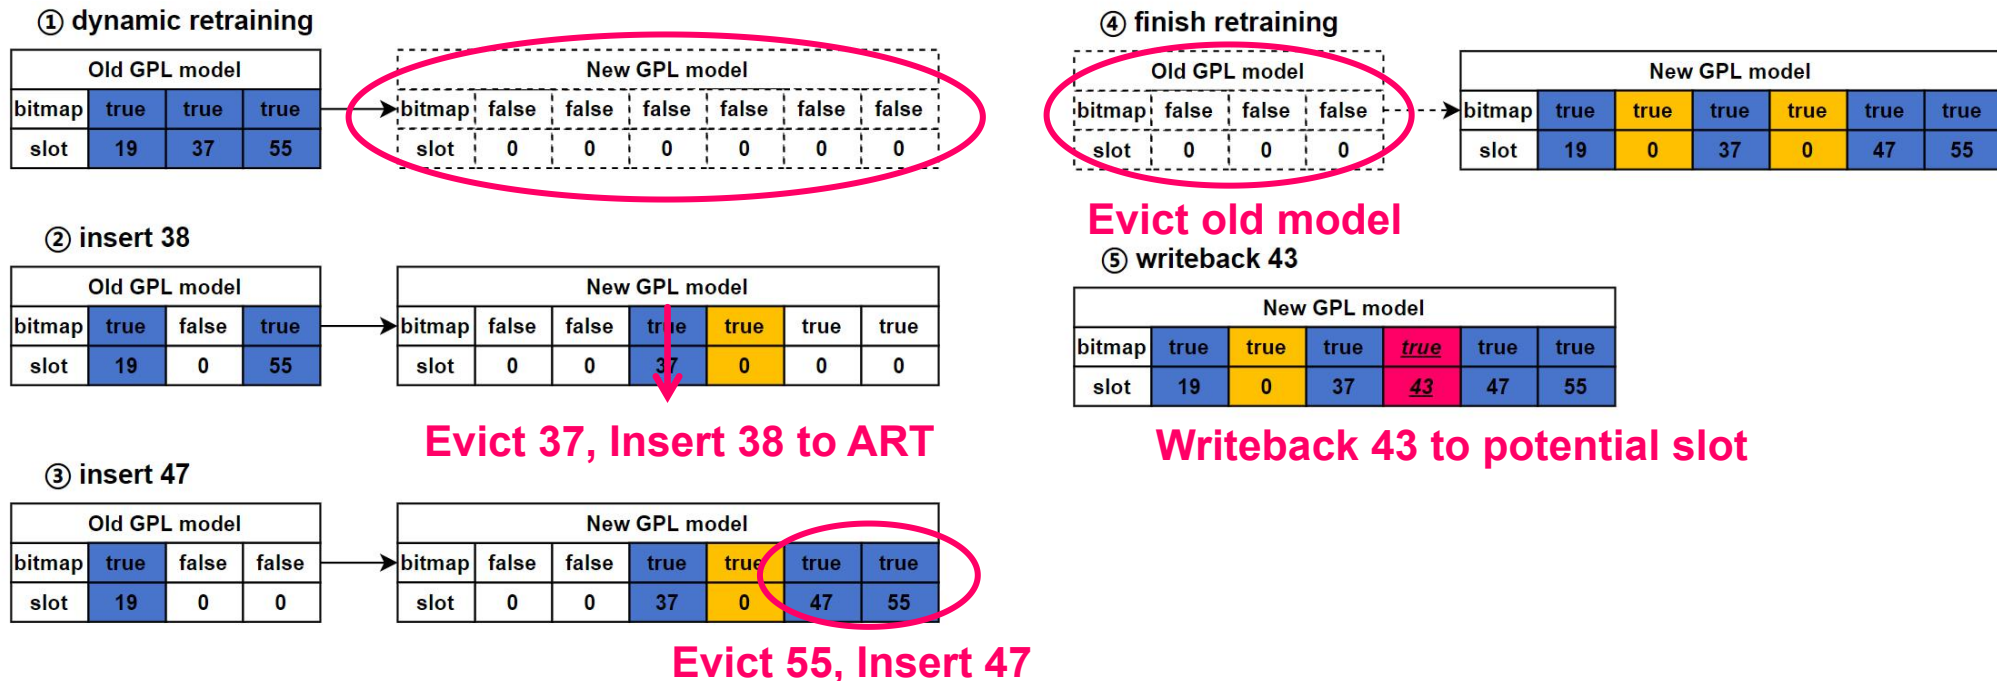 ① dynamic retraining
Old GPL model
bitmap true true true
slot 19 37 55
New GPL model
bitmap false false false false false false
slot 0 0 0 0 0 0
② insert 38
Old GPL model
bitmap true false true
slot 19 0 55
New GPL model
bitmap false false true true true true
slot 0 0 37 0 0 0
Evict 37, Insert 38 to ART
③ insert 47
Old GPL model
bitmap true false false
slot 19 0 0
New GPL model
bitmap false false true true true true
slot 0 0 37 0 47 55
Evict 55, Insert 47
④ finish retraining
Old GPL model
bitmap false false false
slot 0 0 0
New GPL model
bitmap true true true true true true
slot 19 0 37 0 47 55
Evict old model
⑤ writeback 43
New GPL model
bitmap true true true true true true
slot 19 0 37 43 47 55
Writeback 43 to potential slot